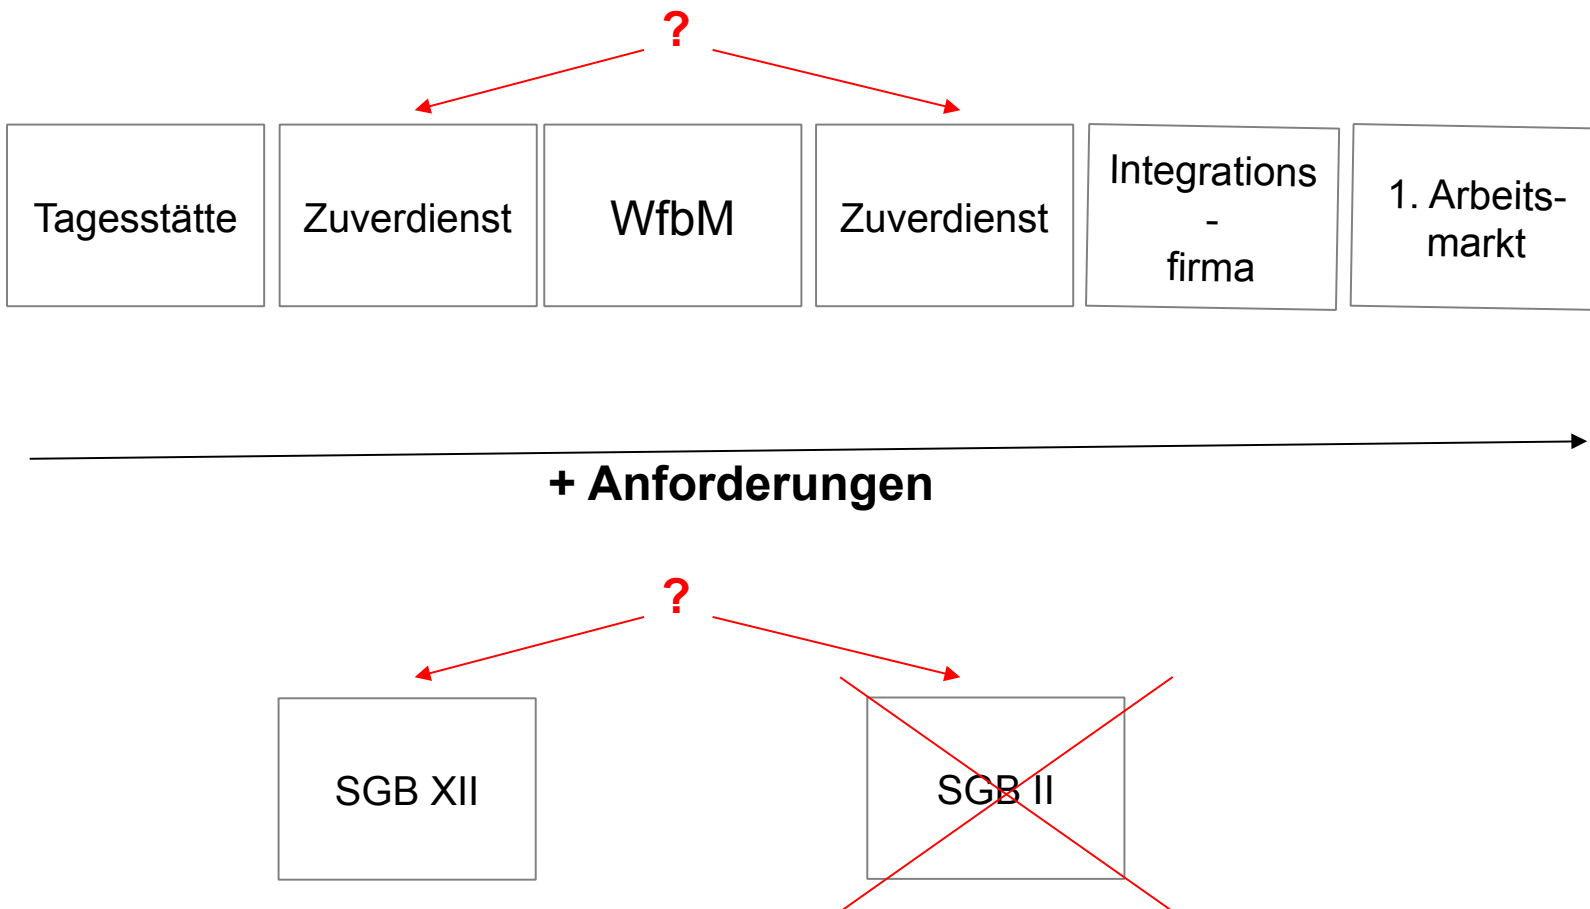 ?
Tagesstätte
Zuverdienst
WfbM
Zuverdienst
Integrations
-
firma
1. Arbeits-
markt
+ Anforderungen
?
SGB XII
SGB II